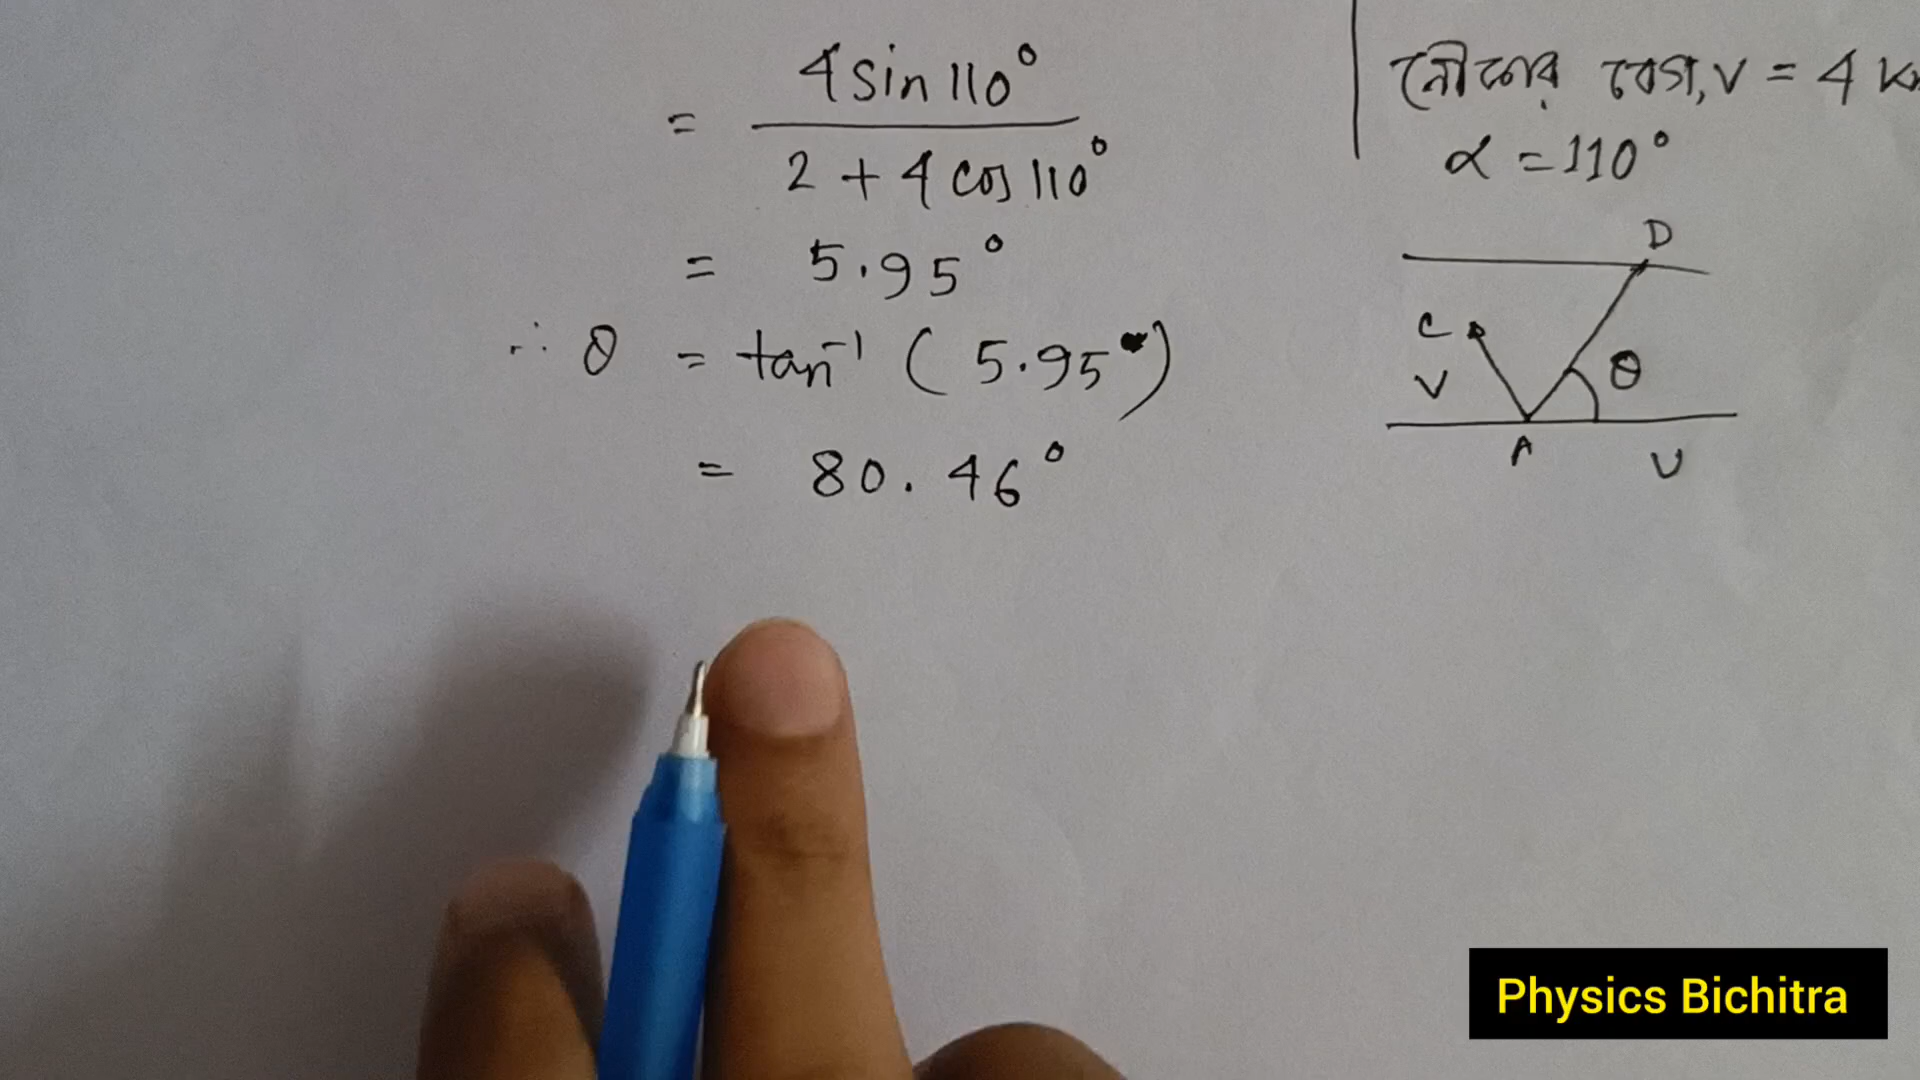 = 4 sin 110° / 2 + 4 cos 110°
= 5.95°
∴ θ = tan⁻¹ (5.95)
= 80.46°
নৌকার বেগ, v = 4 k
α = 110°
D
C
v
θ
A
u
Physics Bichitra